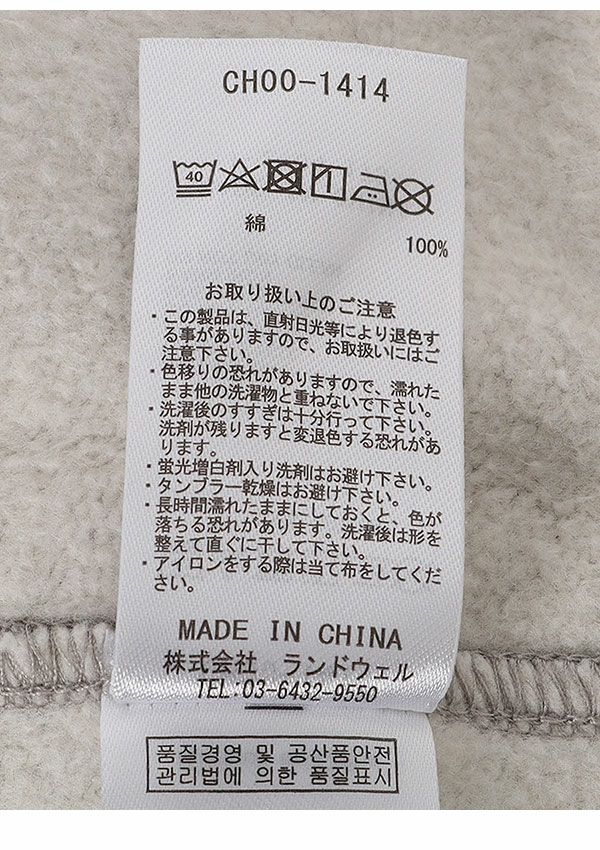 CH00-1414
40
綿
100%
お取り扱い上のご注意
・この製品は、直射日光等により退色す
る事がありますので、お取扱いにはご
注意下さい。
・色移りの恐れがありますので、濡れた
まま他の洗濯物と重ねないで下さい。
・洗濯後のすすぎは十分行って下さい。
洗剤が残りますと変退色する恐れがあ
ります。
・蛍光増白剤入り洗剤はお避け下さい。
・タンブラー乾燥はお避け下さい。
・長時間濡れたままにしておくと、色が
落ちる恐れがあります。洗濯後は形を
整えて直ぐに干して下さい。
・アイロンをする際は当て布をしてくだ
さい。
MADE IN CHINA
株式会社 ランドウェル
TEL:03-6432-9550
품질경영 및 공산품안전
관리법에 의한 품질표시